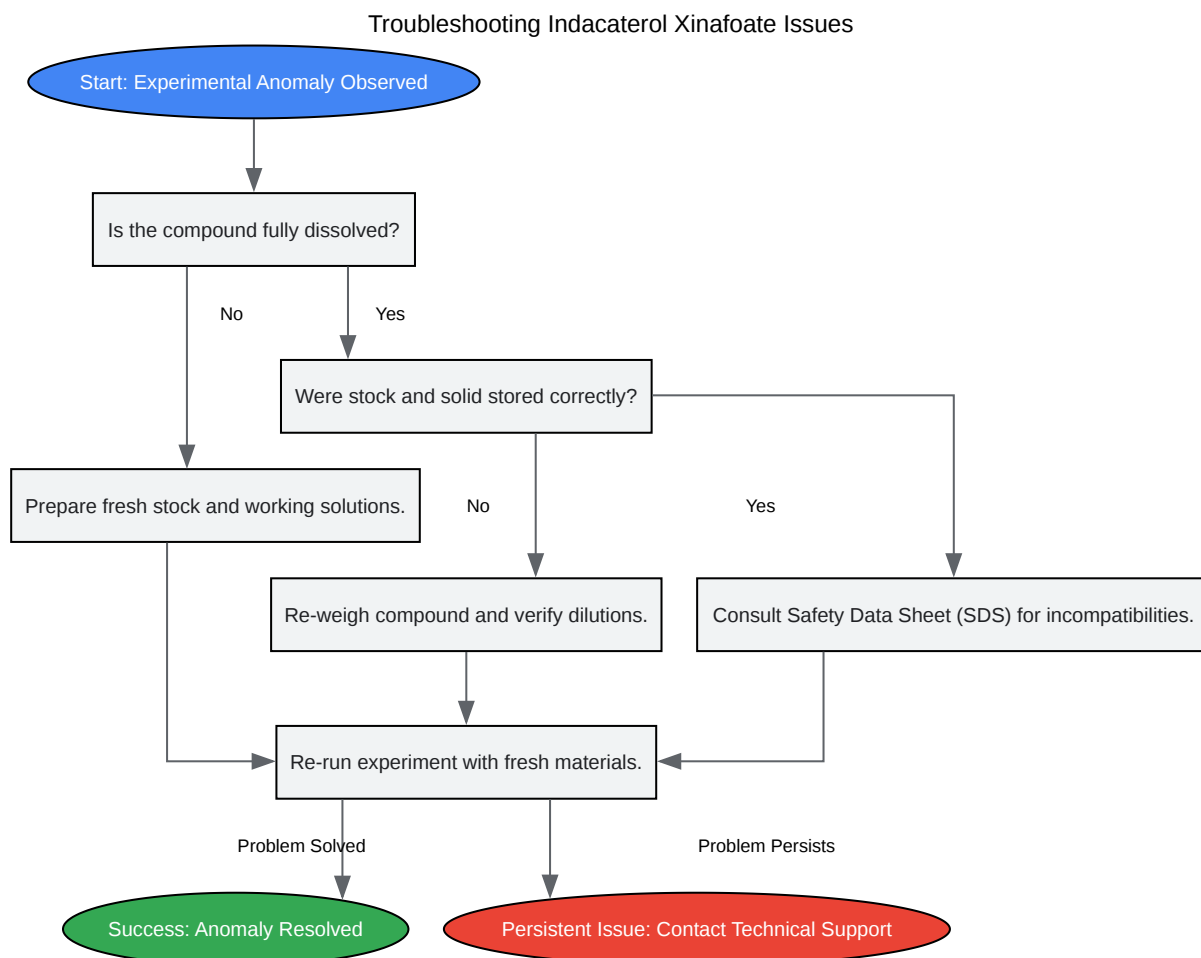 Troubleshooting Indacaterol Xinafoate Issues
Start: Experimental Anomaly Observed
Is the compound fully dissolved?
No
Yes
Were stock and solid stored correctly?
Prepare fresh stock and working solutions.
No
Yes
Re-weigh compound and verify dilutions.
Consult Safety Data Sheet (SDS) for incompatibilities.
Re-run experiment with fresh materials.
Problem Solved
Problem Persists
Success: Anomaly Resolved
Persistent Issue: Contact Technical Support